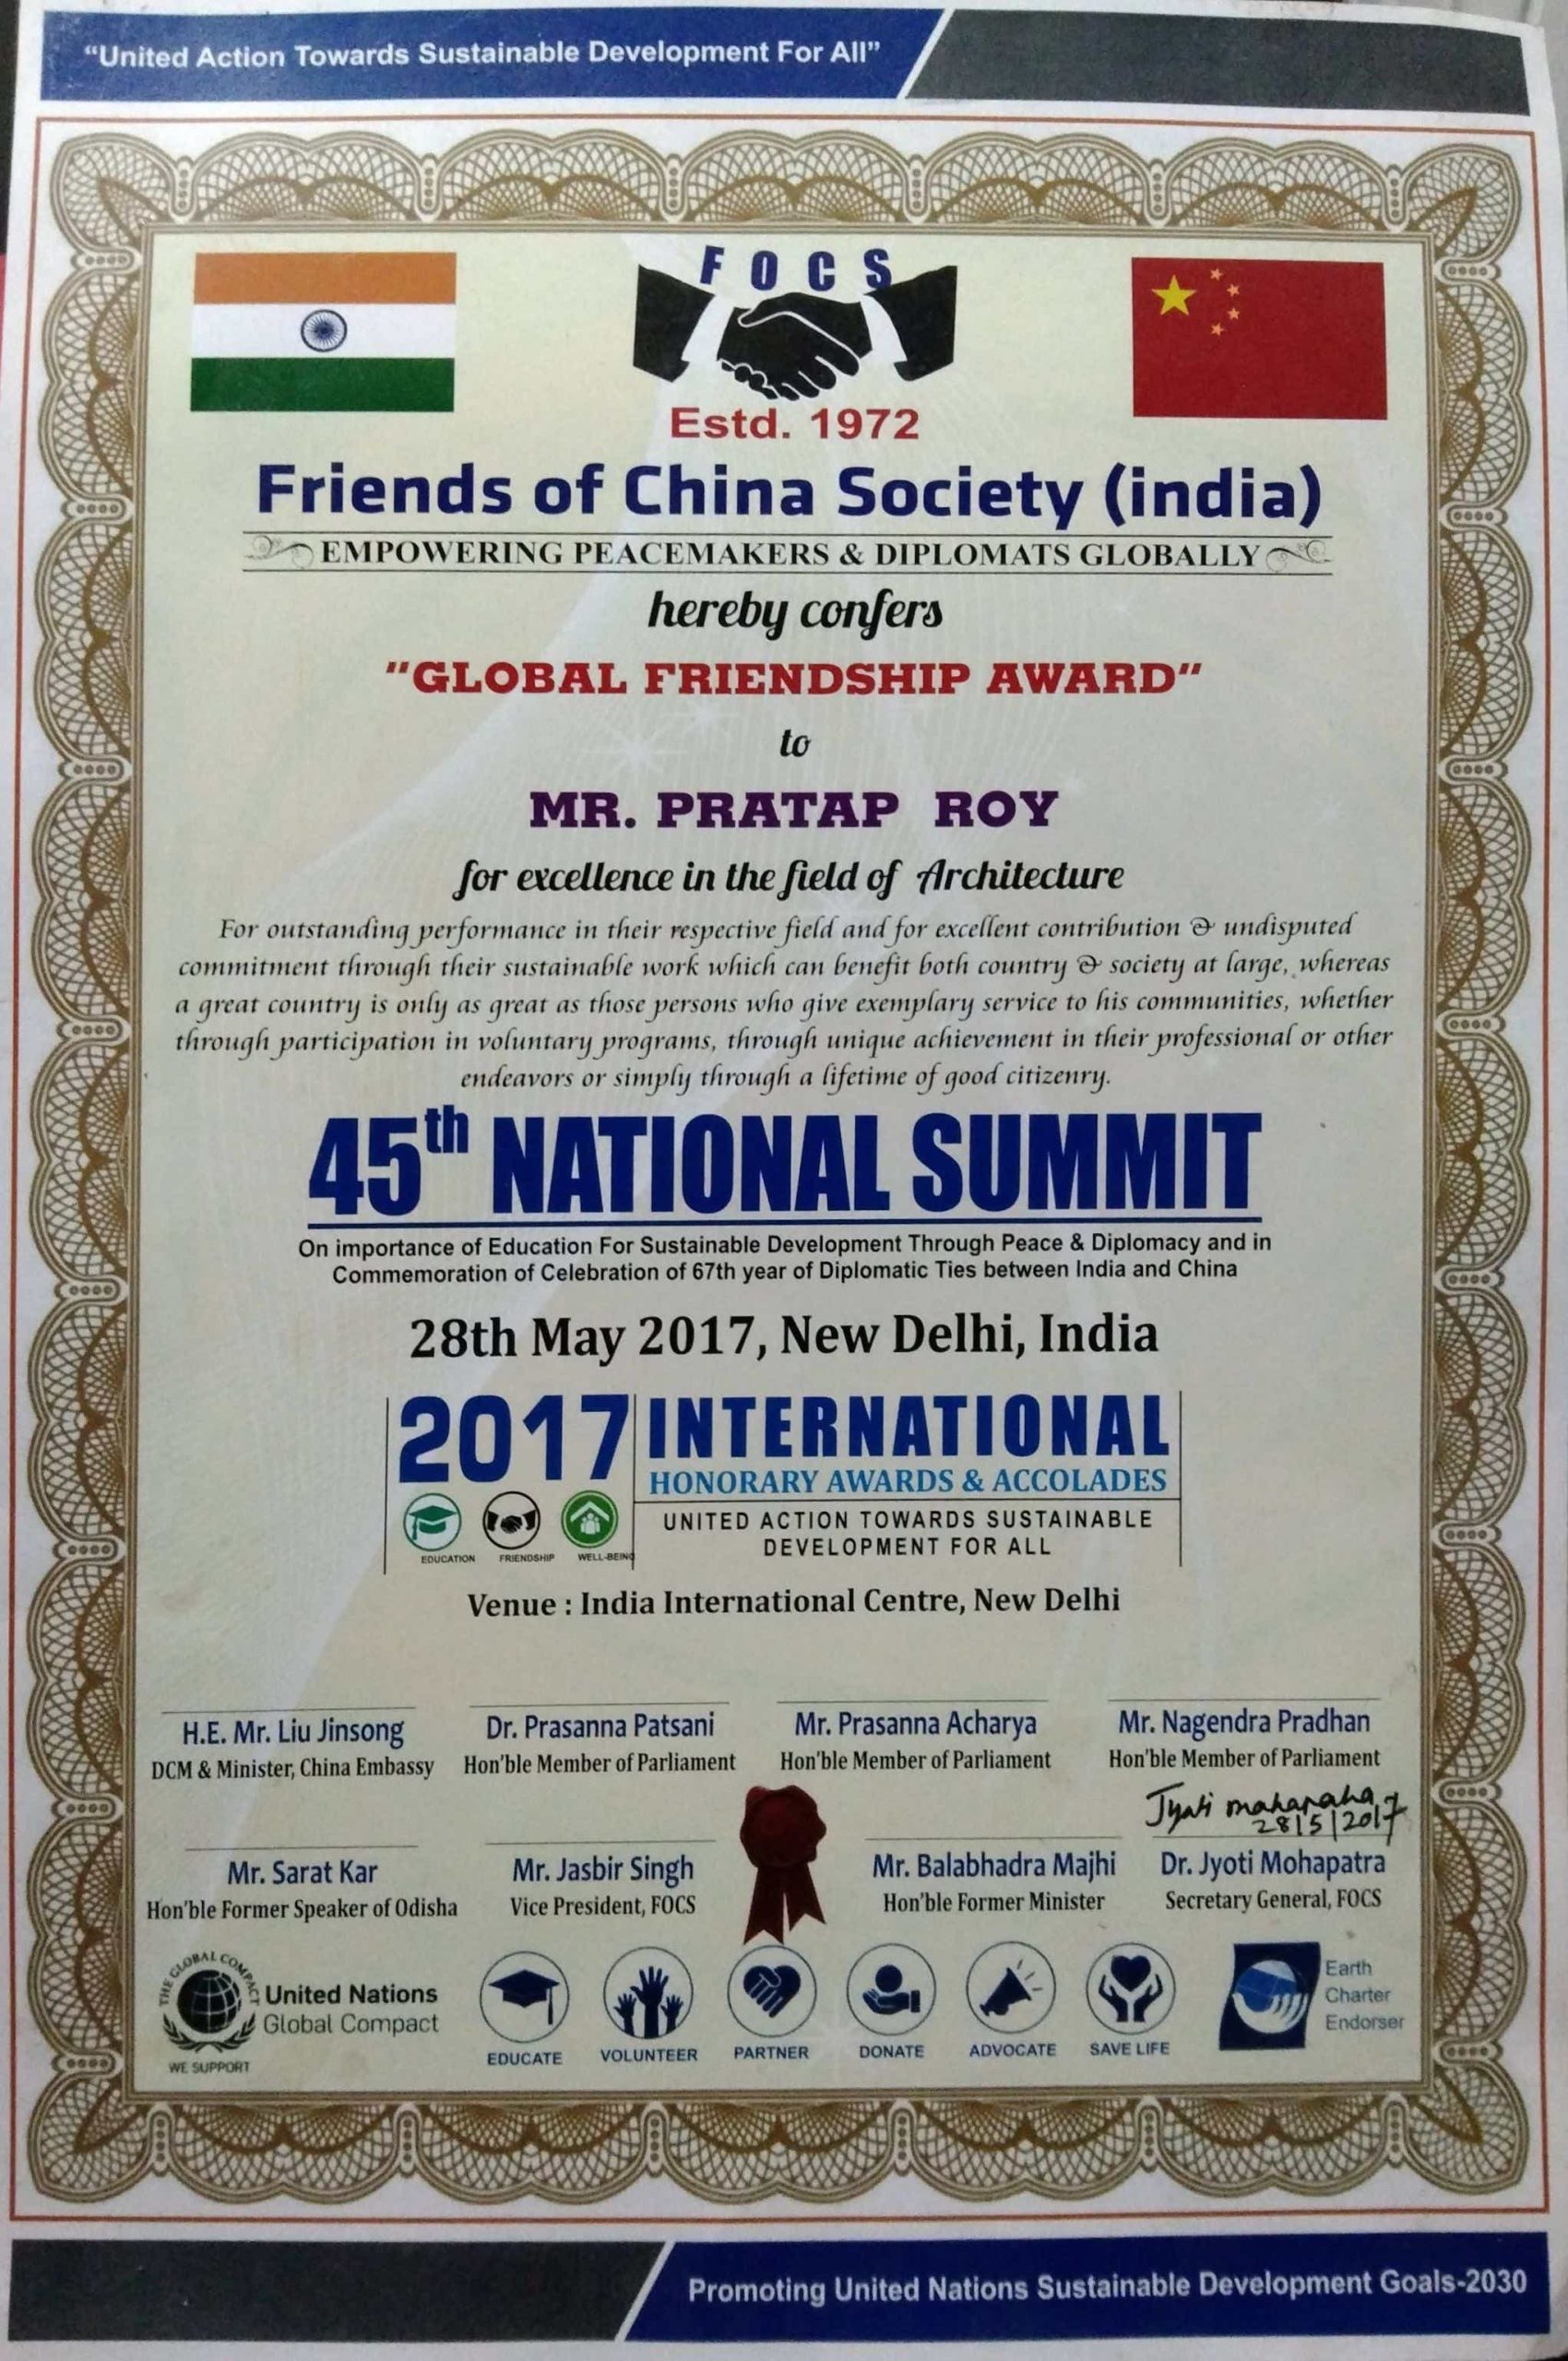 “United Action Towards Sustainable Development For All”
FOCS
Estd. 1972
Friends of China Society (india)
EMPOWERING PEACEMAKERS & DIPLOMATS GLOBALLY
hereby confers
"GLOBAL FRIENDSHIP AWARD"
to
MR. PRATAP ROY
for excellence in the field of Architecture
For outstanding performance in their respective field and for excellent contribution & undisputed
commitment through their sustainable work which can benefit both country & society at large, whereas
a great country is only as great as those persons who give exemplary service to his communities, whether
through participation in voluntary programs, through unique achievement in their professional or other
endeavors or simply through a lifetime of good citizenry.
45th NATIONAL SUMMIT
On importance of Education For Sustainable Development Through Peace & Diplomacy and in
Commemoration of Celebration of 67th year of Diplomatic Ties between India and China
28th May 2017, New Delhi, India
2017 INTERNATIONAL
HONORARY AWARDS & ACCOLADES
UNITED ACTION TOWARDS SUSTAINABLE
DEVELOPMENT FOR ALL
EDUCATION FRIENDSHIP WELL-BEING
Venue : India International Centre, New Delhi
H.E. Mr. Liu Jinsong
DCM & Minister, China Embassy
Dr. Prasanna Patsani
Hon'ble Member of Parliament
Mr. Prasanna Acharya
Hon'ble Member of Parliament
Mr. Nagendra Pradhan
Hon'ble Member of Parliament
Mr. Sarat Kar
Hon'ble Former Speaker of Odisha
Mr. Jasbir Singh
Vice President, FOCS
Mr. Balabhadra Majhi
Hon'ble Former Minister
Jyoti
28/5/2017
Dr. Jyoti Mohapatra
Secretary General, FOCS
THE GLOBAL COMPACT
United Nations
Global Compact
WE SUPPORT
EDUCATE VOLUNTEER PARTNER DONATE ADVOCATE SAVE LIFE
Earth
Charter
Endorser
Promoting United Nations Sustainable Development Goals-2030